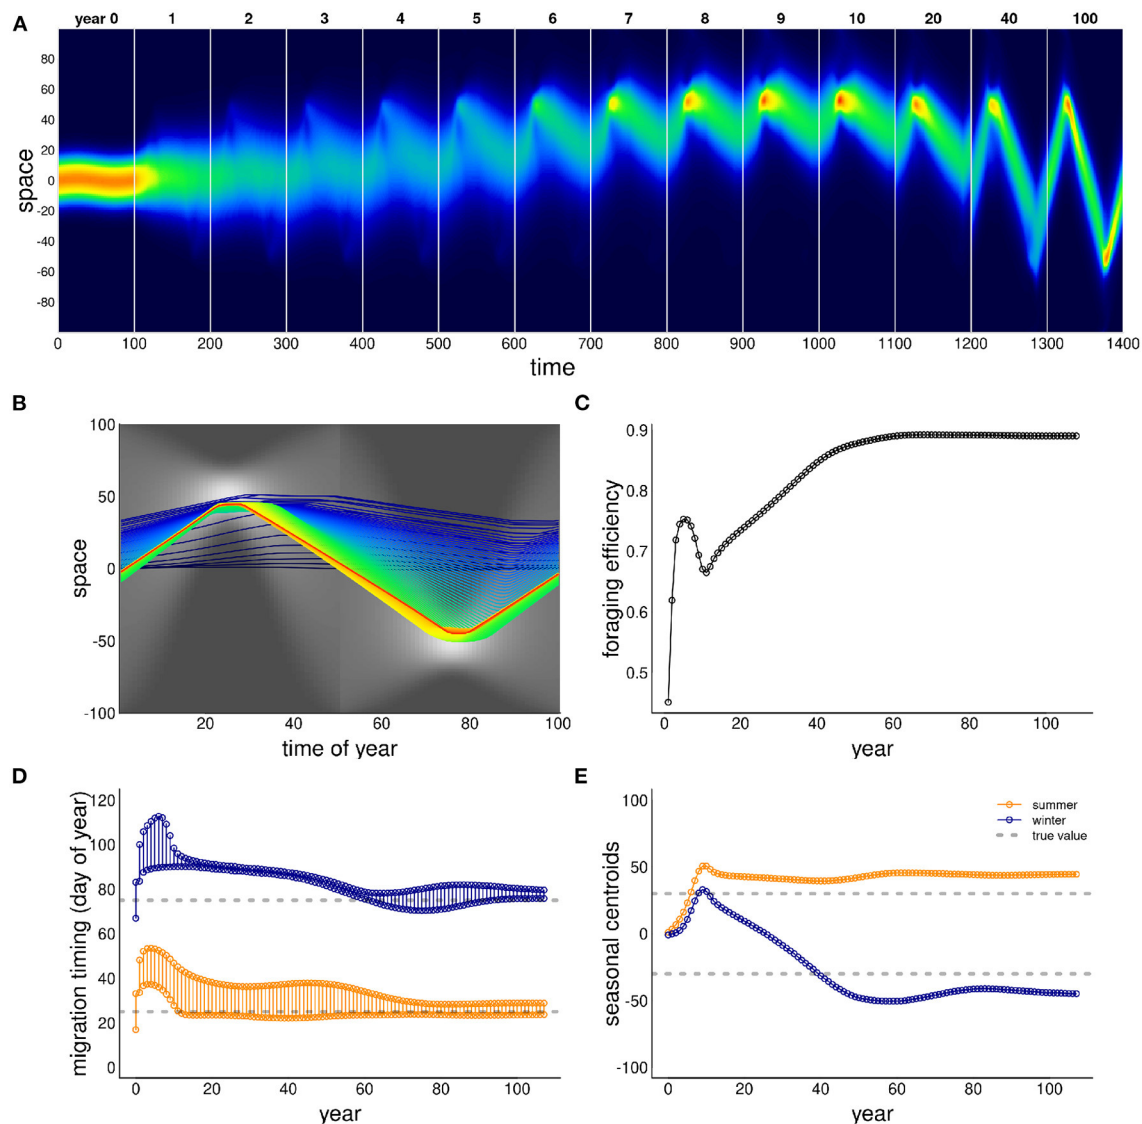 A
year 0 1 2 3 4 5 6 7 8 9 10 20 40 100
80
60
40
20
0
-20
-40
-60
-80
space
0 100 200 300 400 500 600 700 800 900 1000 1100 1200 1300 1400
time
B
100
50
0
-50
-100
space
20 40 60 80 100
time of year
C
0.9
0.8
0.7
0.6
0.5
foraging efficiency
0 20 40 60 80 100
year
D
120
100
80
60
40
20
0
migration timing (day of year)
0 20 40 60 80 100
year
E
100
50
0
-50
-100
seasonal centroids
summer
winter
true value
0 20 40 60 80 100
year